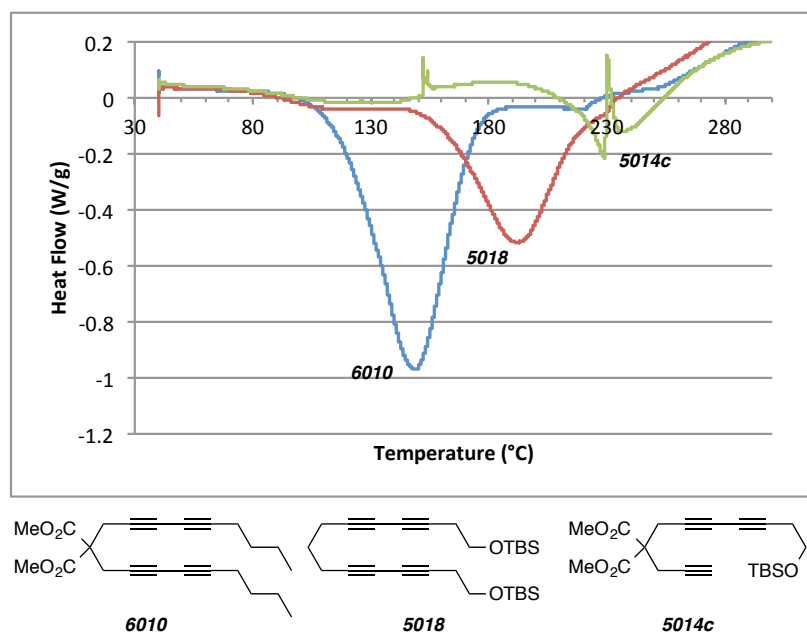 0.2
0
30 80 130 180 230 280
-0.2
5014c
-0.4
5018
-0.6
-0.8
6010
-1
-1.2
Heat Flow (W/g)
Temperature (°C)
MeO₂C
MeO₂C
6010
OTBS
OTBS
5018
MeO₂C
MeO₂C
TBSO
5014c